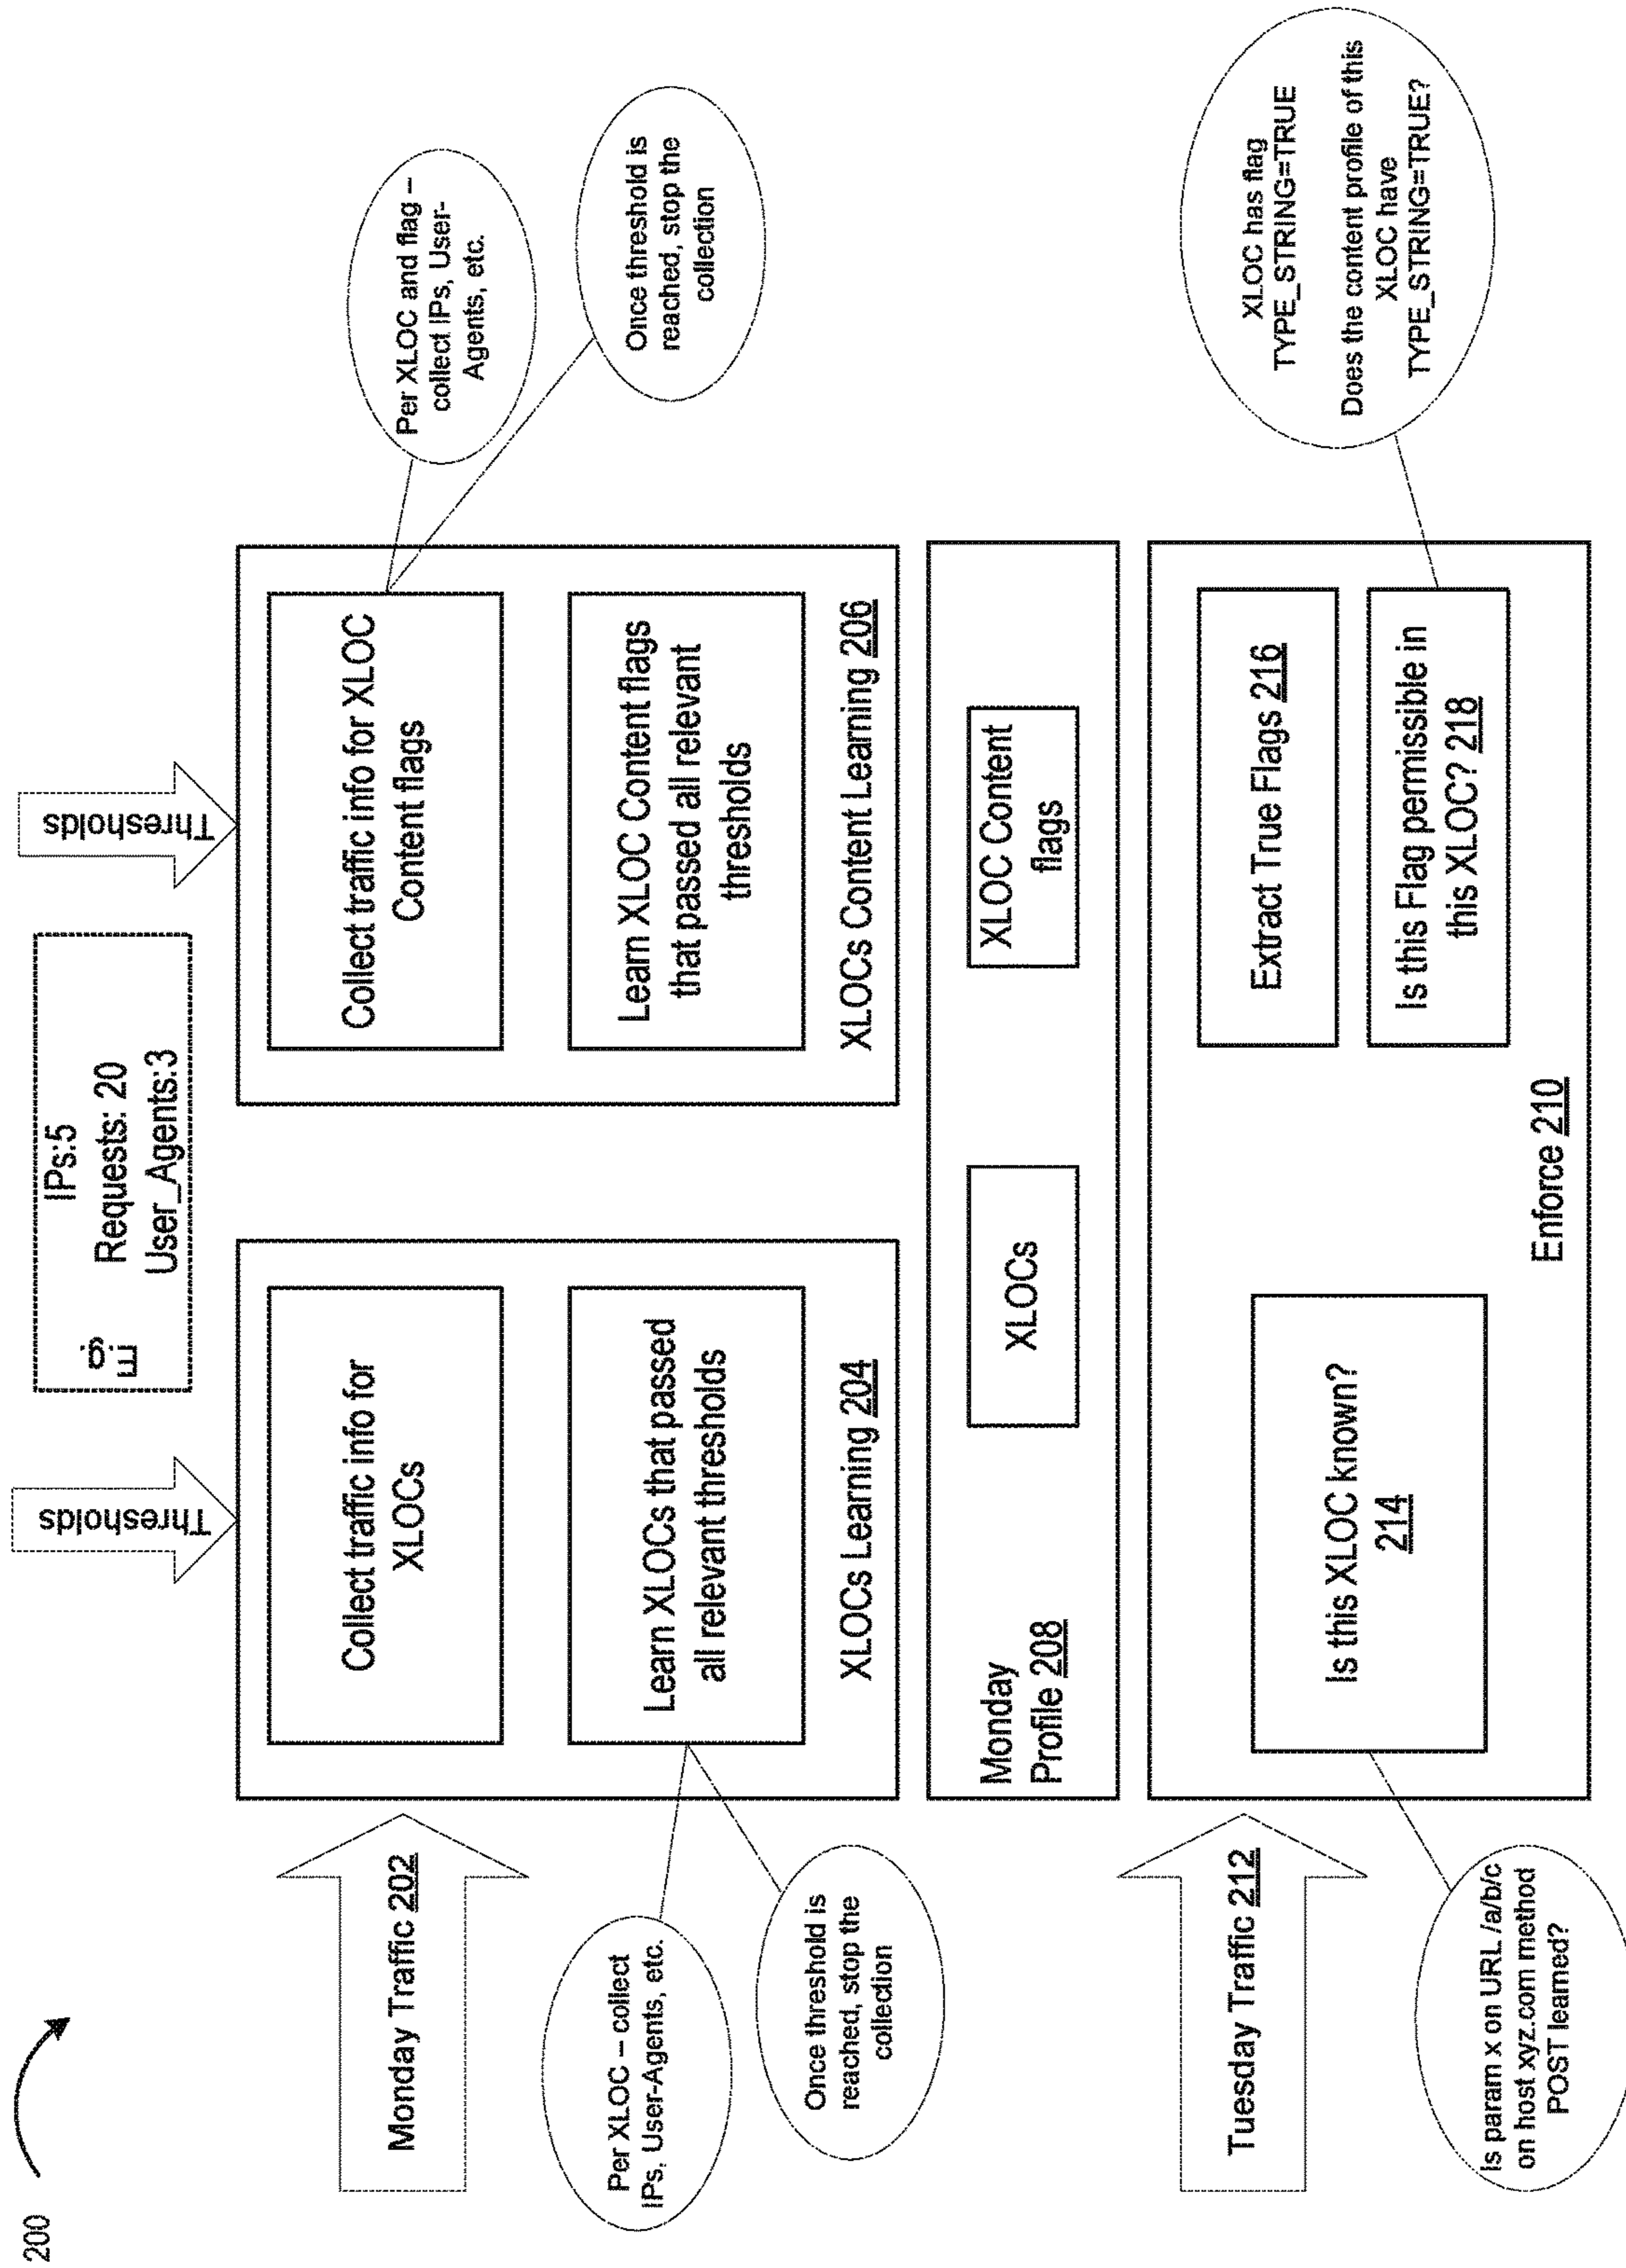 200
Thresholds
E.g.
IPs:5
Requests: 20
User_Agents:3
Thresholds
Monday Traffic 202
Collect traffic info for
XLOCs
Learn XLOCs that passed
all relevant thresholds
XLOCs Learning 204
Per XLOC – collect
IPs, User-Agents, etc.
Once threshold is
reached, stop the
collection
Collect traffic info for XLOC
Content flags
Learn XLOC Content flags
that passed all relevant
thresholds
XLOCs Content Learning 206
Per XLOC and flag –
collect IPs, User-
Agents, etc.
Once threshold is
reached, stop the
collection
Monday
Profile 208
XLOCs
XLOC Content
flags
Tuesday Traffic 212
Is this XLOC known?
214
Is param x on URL /a/b/c
on host xyz.com method
POST learned?
Extract True Flags 216
Is this Flag permissible in
this XLOC? 218
Enforce 210
XLOC has flag
TYPE_STRING=TRUE
Does the content profile of this
XLOC have
TYPE_STRING=TRUE?